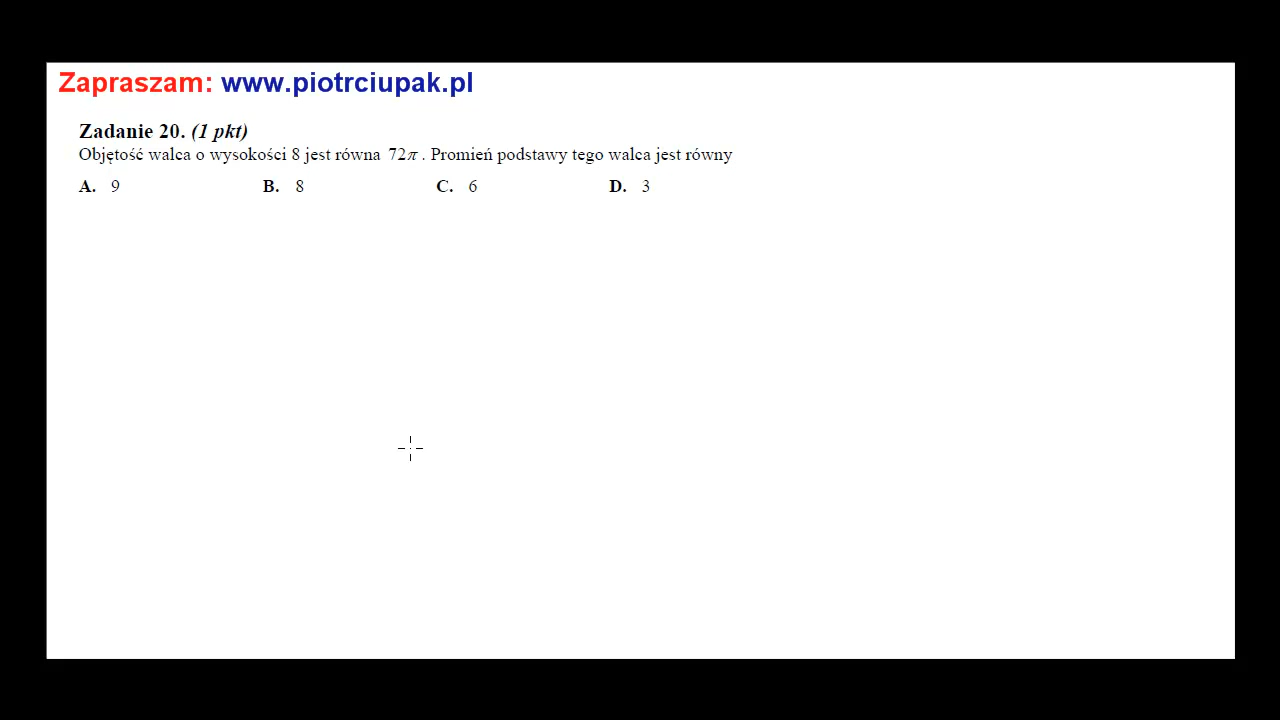 Zapraszam: www.piotrciupak.pl
Zadanie 20. (1 pkt)
Objętość walca o wysokości 8 jest równa 72π . Promień podstawy tego walca jest równy
A. 9 B. 8 C. 6 D. 3